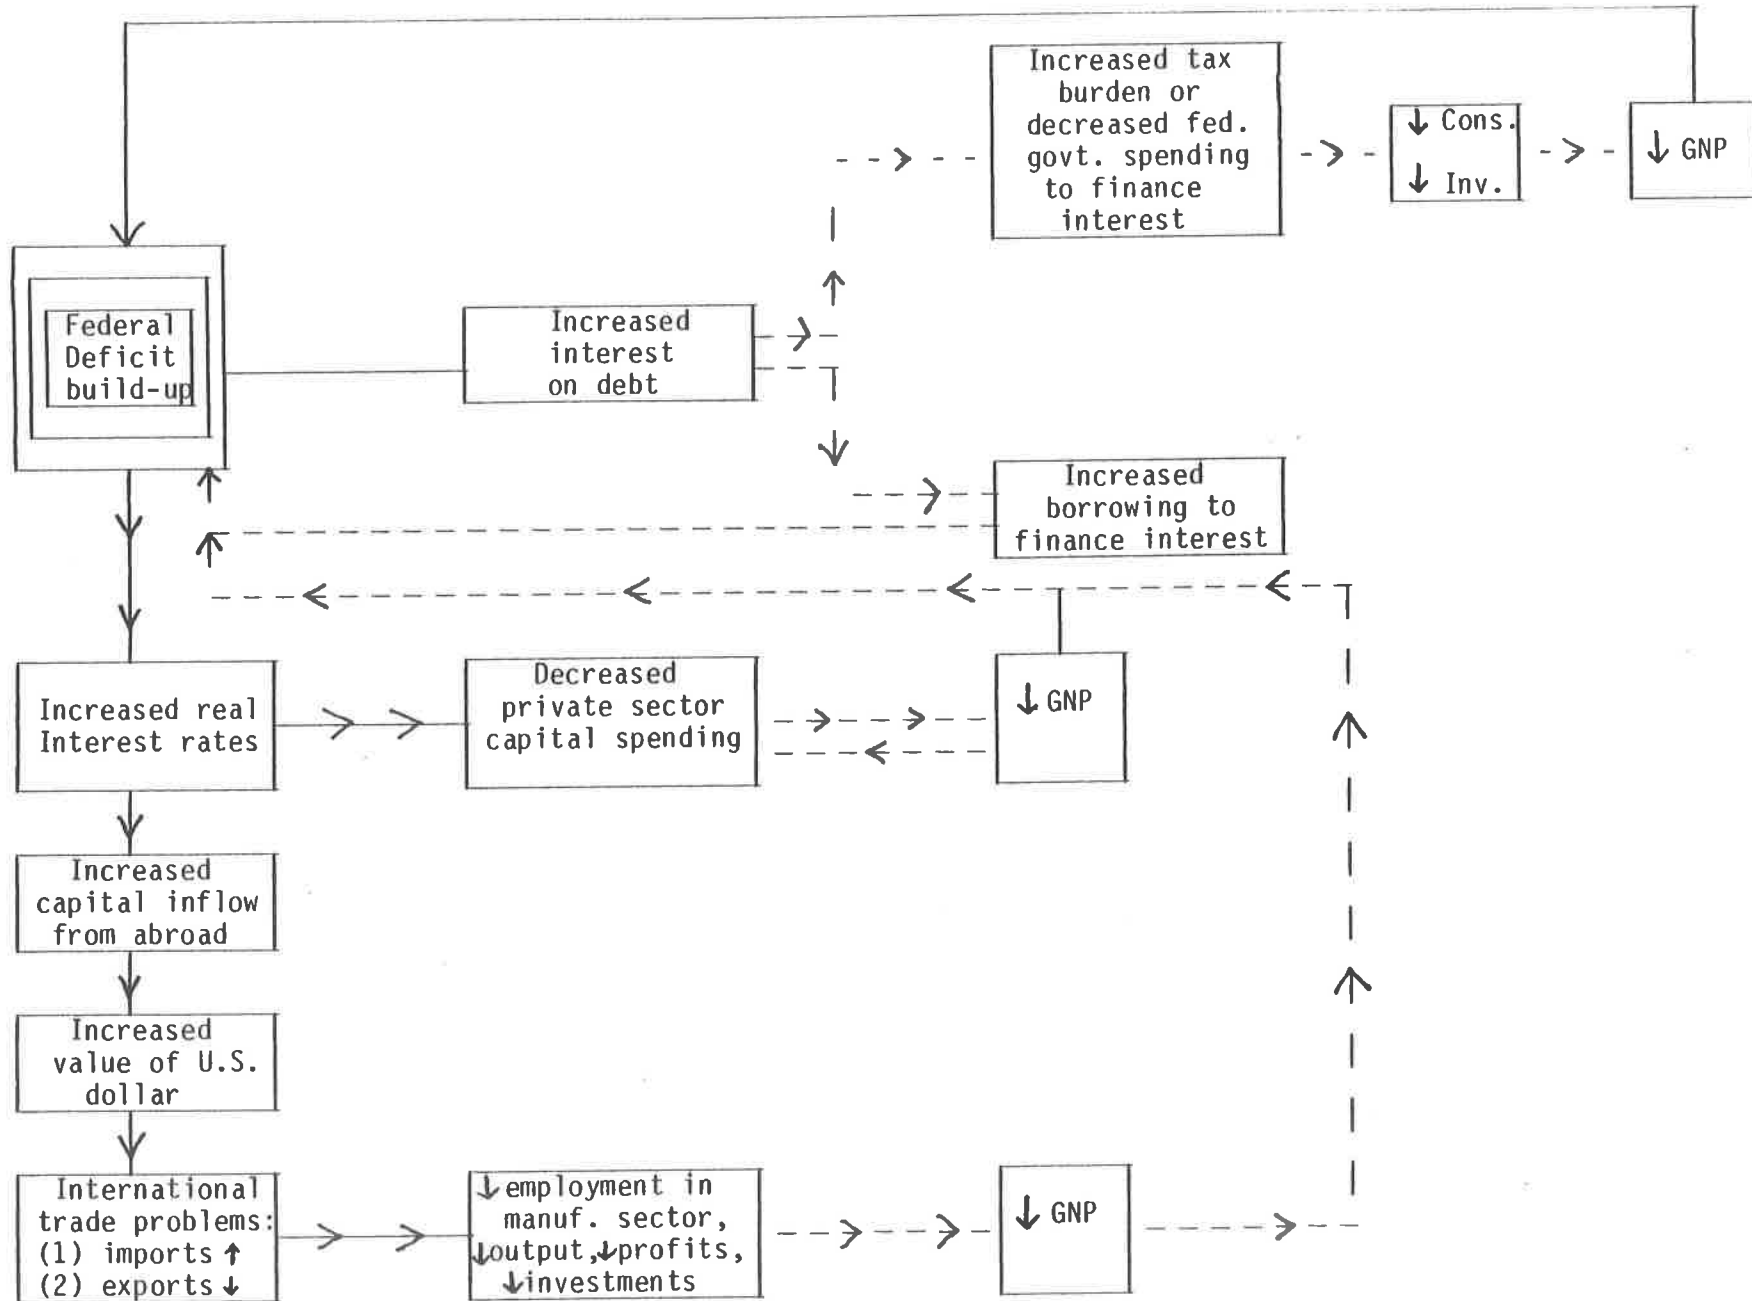 Increased tax
burden or
decreased fed.
govt. spending
to finance
interest
↓ Cons.
↓ Inv.
↓ GNP
Federal
Deficit
build-up
Increased
interest
on debt
Increased
borrowing to
finance interest
Increased real
Interest rates
Decreased
private sector
capital spending
↓ GNP
Increased
capital inflow
from abroad
Increased
value of U.S.
dollar
International
trade problems:
(1) imports ↑
(2) exports ↓
↓ employment in
manuf. sector,
↓output, ↓profits,
↓investments
↓ GNP